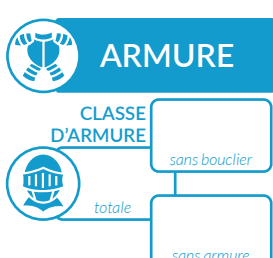 ARMURE
CLASSE
D'ARMURE
sans bouclier
totale
sans armure